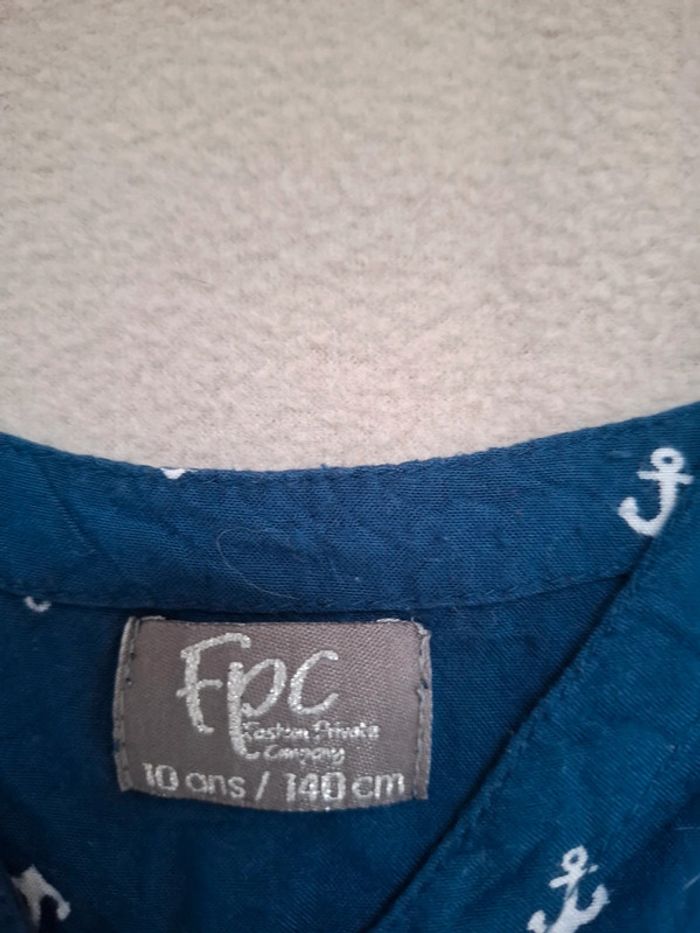 Fpc
Fashion Private
Company
10 ans / 140 cm